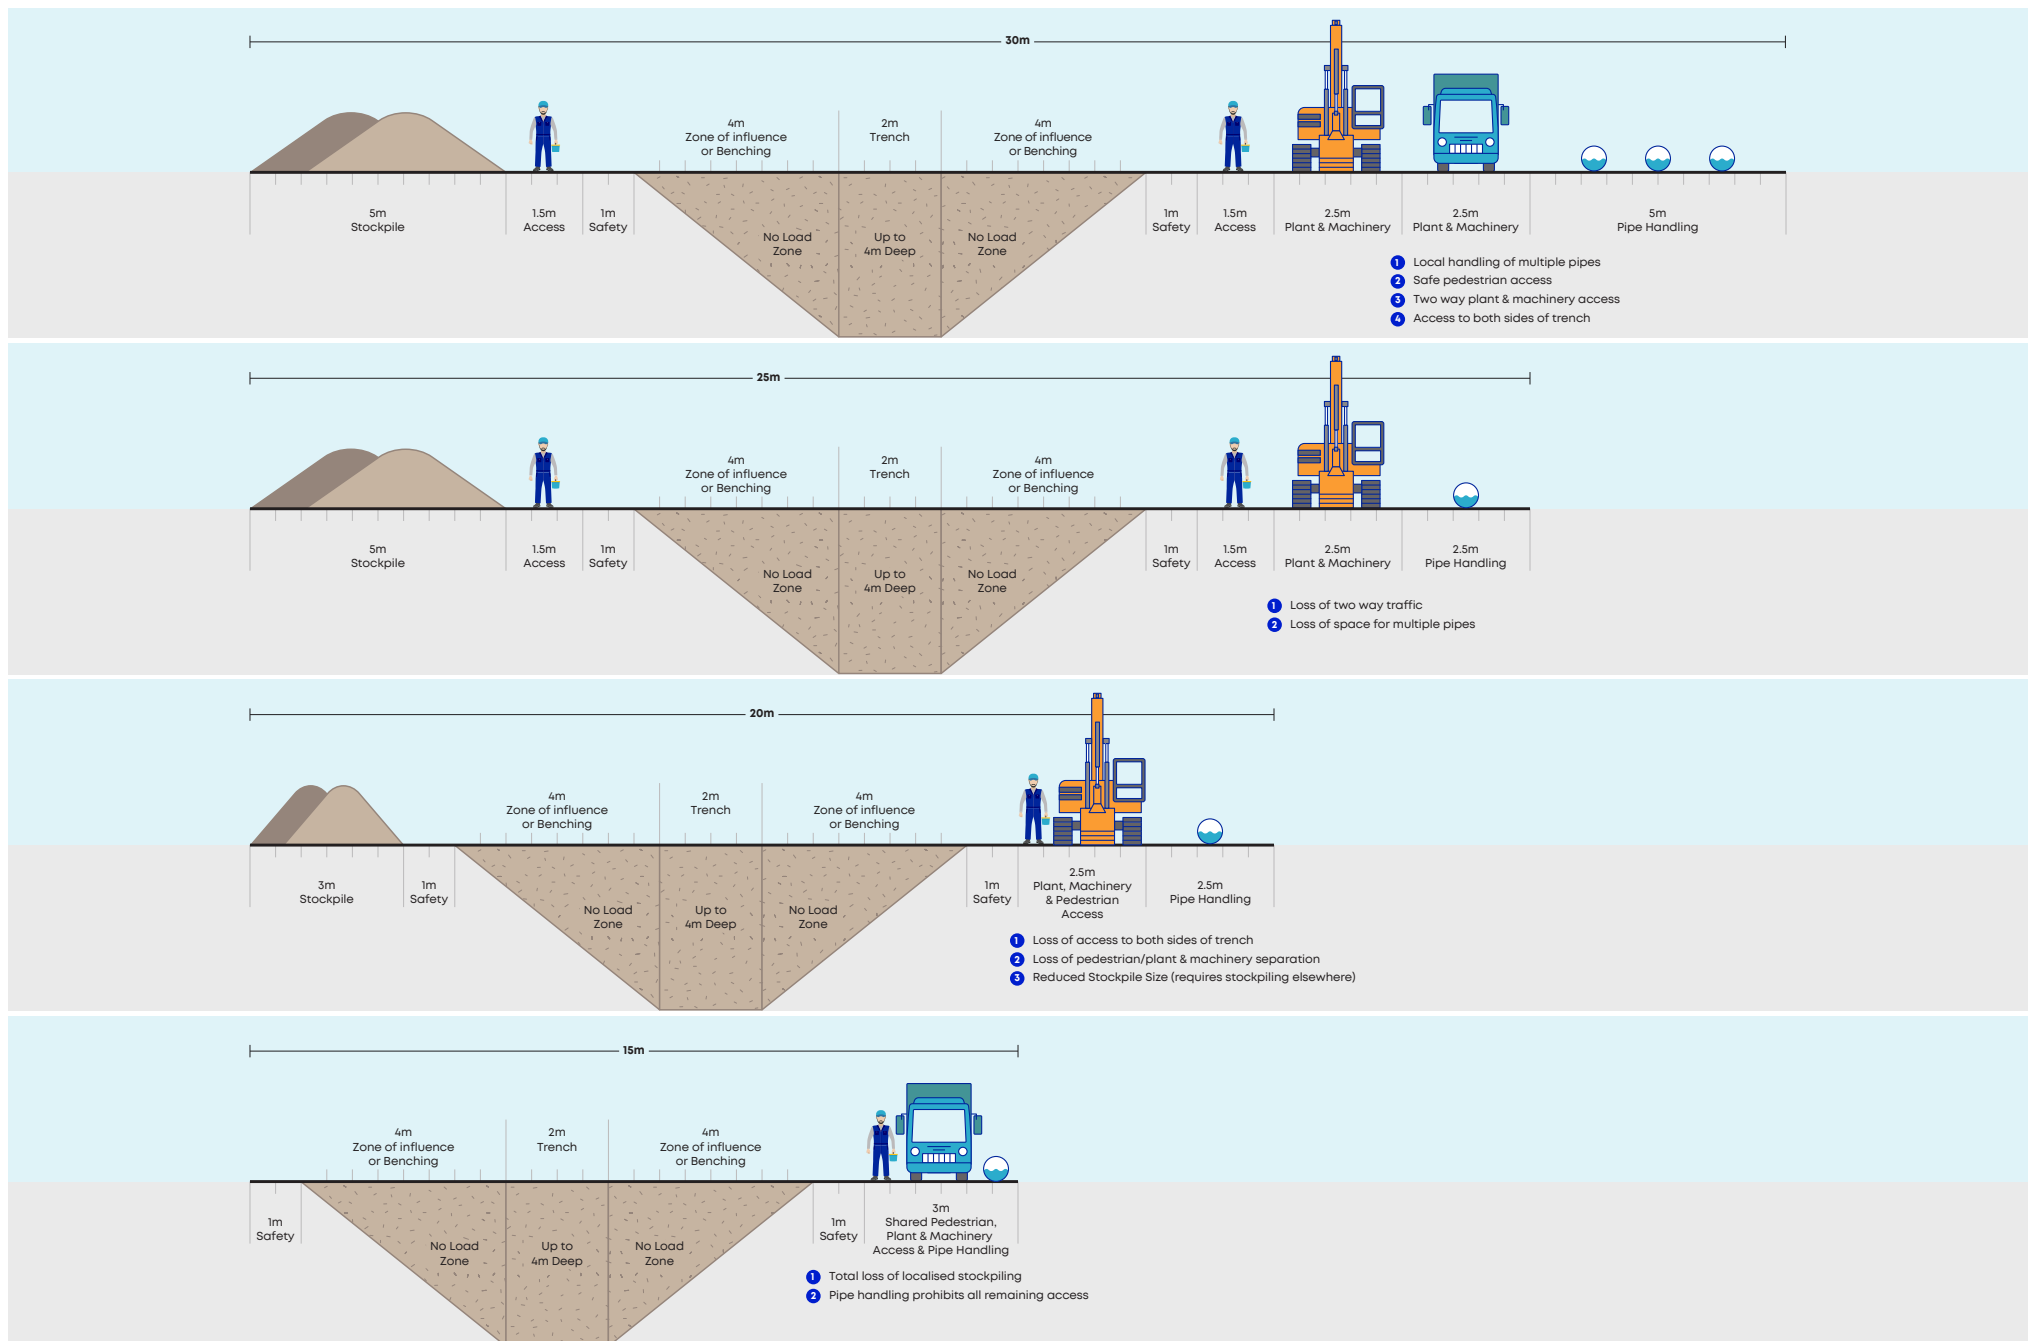 30m
4m
Zone of influence
or Benching
2m
Trench
4m
Zone of influence
or Benching
5m
Stockpile
1.5m
Access
1m
Safety
No Load
Zone
Up to
4m Deep
No Load
Zone
1m
Safety
1.5m
Access
2.5m
Plant & Machinery
2.5m
Plant & Machinery
5m
Pipe Handling
1 Local handling of multiple pipes
2 Safe pedestrian access
3 Two way plant & machinery access
4 Access to both sides of trench
25m
4m
Zone of influence
or Benching
2m
Trench
4m
Zone of influence
or Benching
5m
Stockpile
1.5m
Access
1m
Safety
No Load
Zone
Up to
4m Deep
No Load
Zone
1m
Safety
1.5m
Access
2.5m
Plant & Machinery
2.5m
Pipe Handling
1 Loss of two way traffic
2 Loss of space for multiple pipes
20m
4m
Zone of influence
or Benching
2m
Trench
4m
Zone of influence
or Benching
3m
Stockpile
1m
Safety
No Load
Zone
Up to
4m Deep
No Load
Zone
1m
Safety
2.5m
Plant, Machinery
& Pedestrian
Access
2.5m
Pipe Handling
1 Loss of access to both sides of trench
2 Loss of pedestrian/plant & machinery separation
3 Reduced Stockpile Size (requires stockpiling elsewhere)
15m
4m
Zone of influence
or Benching
2m
Trench
4m
Zone of influence
or Benching
1m
Safety
No Load
Zone
Up to
4m Deep
No Load
Zone
1m
Safety
3m
Shared Pedestrian,
Plant & Machinery
Access & Pipe Handling
1 Total loss of localised stockpiling
2 Pipe handling prohibits all remaining access